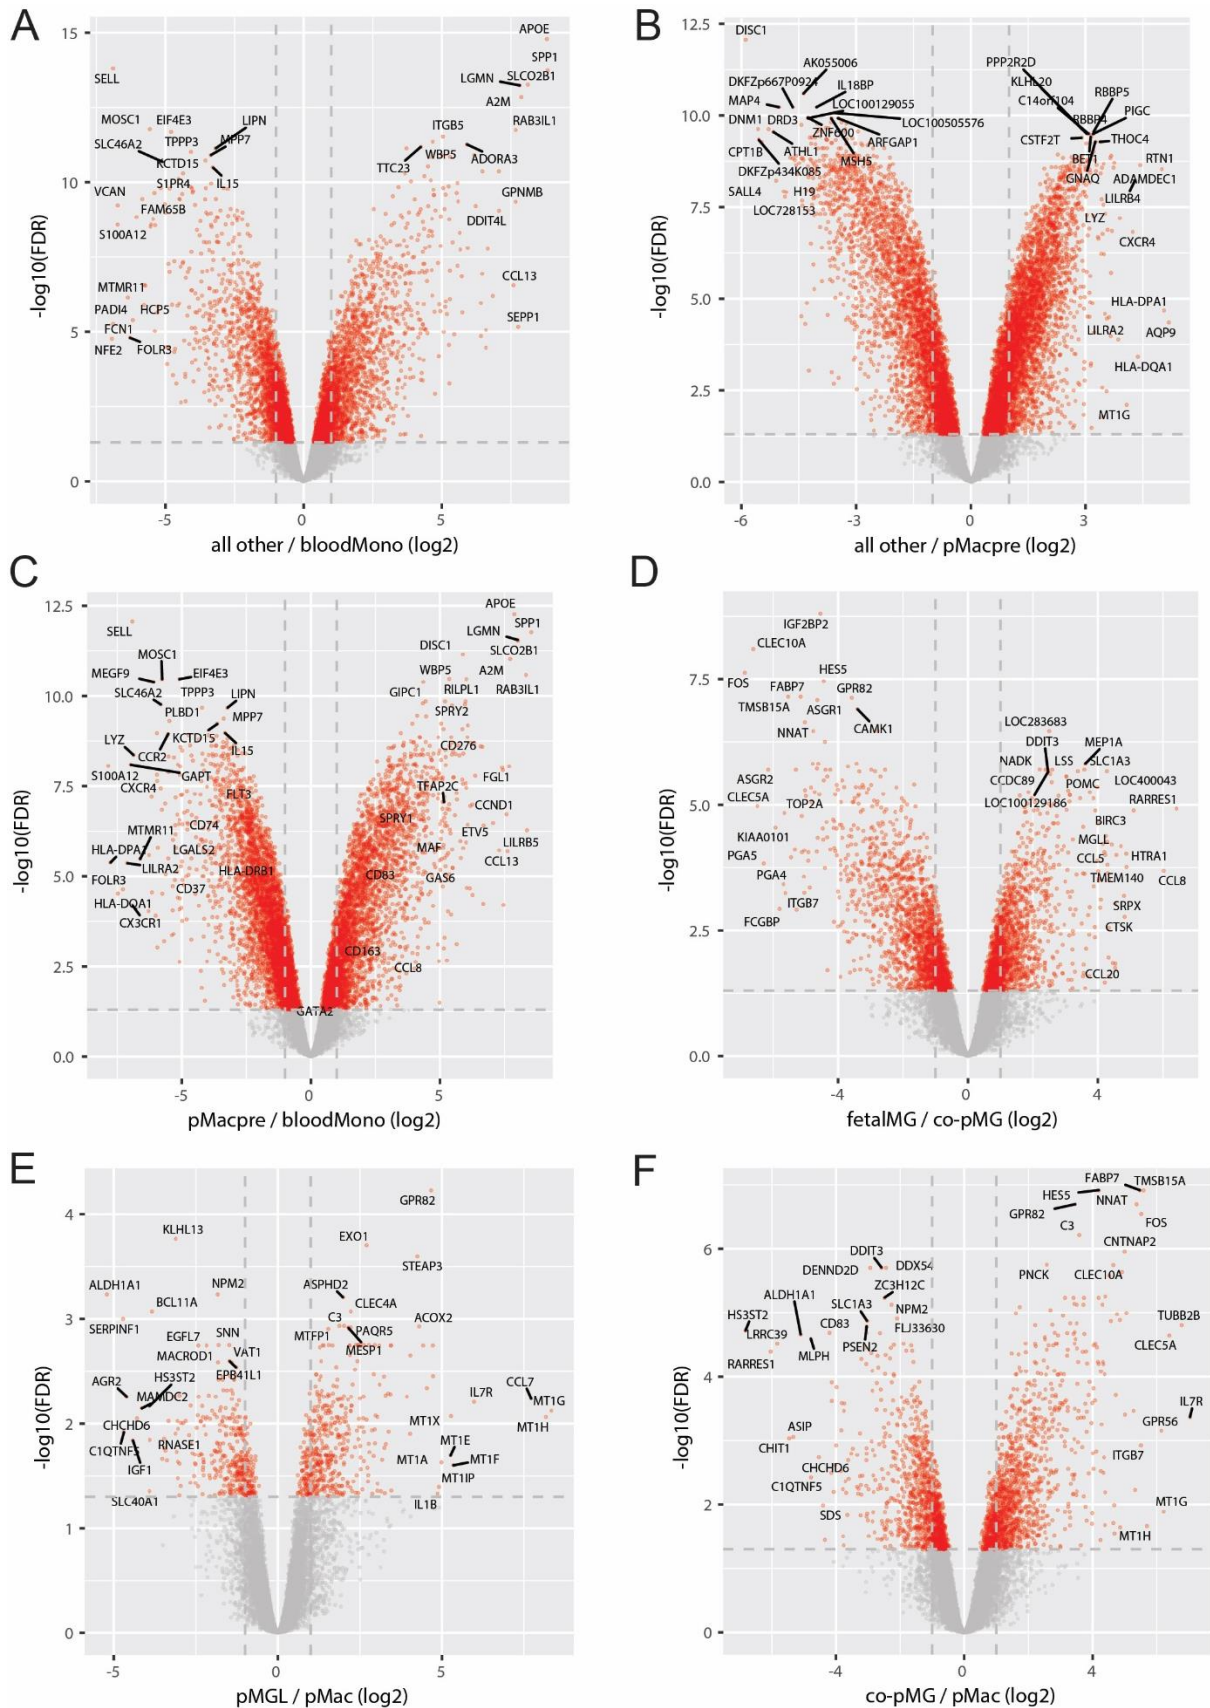 A
15
10
5
0
-log10(FDR)
APOE
SPP1
LGMN
SLCO2B1
A2M
SELL
MOSC1
EIF4E3
LIPN
ITGB5
RAB3IL1
TPPP3
MPP7
SLC46A2
WBP5
KCTD15
ADORA3
TTC23
S1PR4
IL15
VCAN
GPNMB
FAM65B
DDIT4L
S100A12
CCL13
MTMR11
PADI4
HCP5
SEPP1
FCN1
NFE2
FOLR3
-5
0
5
all other / bloodMono (log2)
B
12.5
10.0
7.5
5.0
2.5
0.0
-log10(FDR)
DISC1
PPP2R2D
AK055006
KLHL20
DKFZp667P0924
IL18BP
RBBP5
MAP4
LOC100129055
C14orf104
PIGC
DNM1
DRD3
LOC100505576
RBBP4
ZNF600
ARFGAP1
CSTF2T
THOC4
CPT1B
ATHL1
MSH5
BET1
RTN1
DKFZp434K085
GNAQ
ADAMDEC1
SALL4
H19
LILRB4
LOC728153
LYZ
CXCR4
HLA-DPA1
LILRA2
AQP9
HLA-DQA1
MT1G
-6
-3
0
3
all other / pMacpre (log2)
C
12.5
10.0
7.5
5.0
2.5
0.0
-log10(FDR)
APOE
SPP1
SELL
LGMN
SLCO2B1
DISC1
MOSC1
MEGF9
EIF4E3
WBP5
A2M
SLC46A2
TPPP3
LIPN
GIPC1
RILPL1
RAB3IL1
PLBD1
MPP7
SPRY2
LYZ
KCTD15
CCR2
IL15
CD276
S100A12
GAPT
FGL1
CXCR4
FLT3
TFAP2C
CCND1
MTMR11
CD74
SPRY1
ETV5
HLA-DPA1
LGALS2
MAF
LILRB5
LILRA2
HLA-DRB1
CCL13
FOLR3
CD37
CD83
GAS6
HLA-DQA1
CX3CR1
CD163
CCL8
GATA2
-5
0
5
pMacpre / bloodMono (log2)
D
7.5
5.0
2.5
0.0
-log10(FDR)
IGF2BP2
CLEC10A
HES5
FOS
FABP7
GPR82
TMSB15A
ASGR1
NNAT
CAMK1
LOC283683
DDIT3
MEP1A
NADK
LSS
SLC1A3
ASGR2
CCDC89
POMC
LOC400043
CLEC5A
TOP2A
LOC100129186
RARRES1
BIRC3
KIAA0101
MGLL
PGA5
CCL5
HTRA1
PGA4
TMEM140
CCL8
ITGB7
SRPX
FCGBP
CTSK
CCL20
-4
0
4
fetalMG / co-pMG (log2)
E
4
3
2
1
0
-log10(FDR)
GPR82
KLHL13
EXO1
STEAP3
ALDH1A1
NPM2
ASPHD2
BCL11A
CLEC4A
SERPINF1
C3
ACOX2
EGFL7
SNN
MTFP1
PAQR5
MACROD1
VAT1
MESP1
EPB41L1
AGR2
HS3ST2
CCL7
MAMDC2
IL7R
MT1G
CHCHD6
MT1X
MT1H
RNASE1
MT1E
C1QTNF5
MT1A
MT1F
IGF1
MT1IP
SLC40A1
IL1B
-5
0
5
pMGL / pMac (log2)
F
6
4
2
0
-log10(FDR)
FABP7
TMSB15A
HES5
NNAT
GPR82
FOS
C3
DDIT3
CNTNAP2
DENND2D
DDX54
PNCK
CLEC10A
ALDH1A1
ZC3H12C
SLC1A3
HS3ST2
NPM2
TUBB2B
LRRC39
CD83
FLJ33630
CLEC5A
RARRES1
MLPH
PSEN2
IL7R
ASIP
GPR56
CHIT1
ITGB7
CHCHD6
C1QTNF5
MT1G
SDS
MT1H
-4
0
4
co-pMG / pMac (log2)